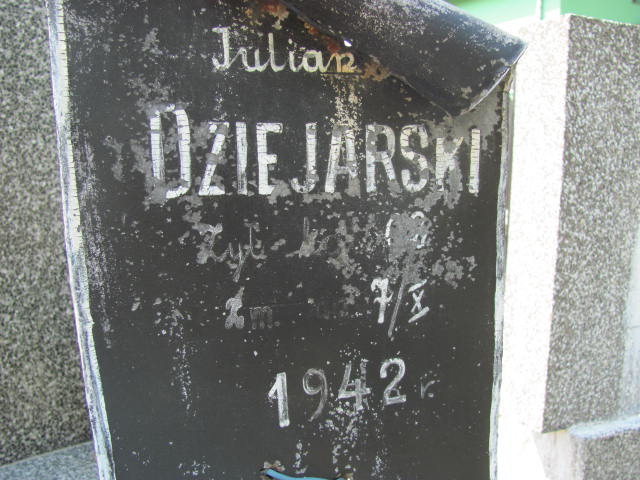 Julian
DZIEJARSKI
Żył
Zm. 7/X
1942 r.